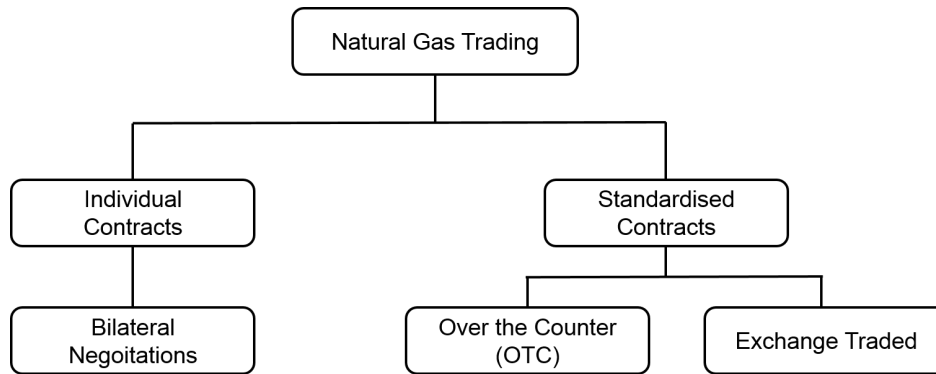 Natural Gas Trading
Individual
Contracts
Standardised
Contracts
Bilateral
Negoitations
Over the Counter
(OTC)
Exchange Traded